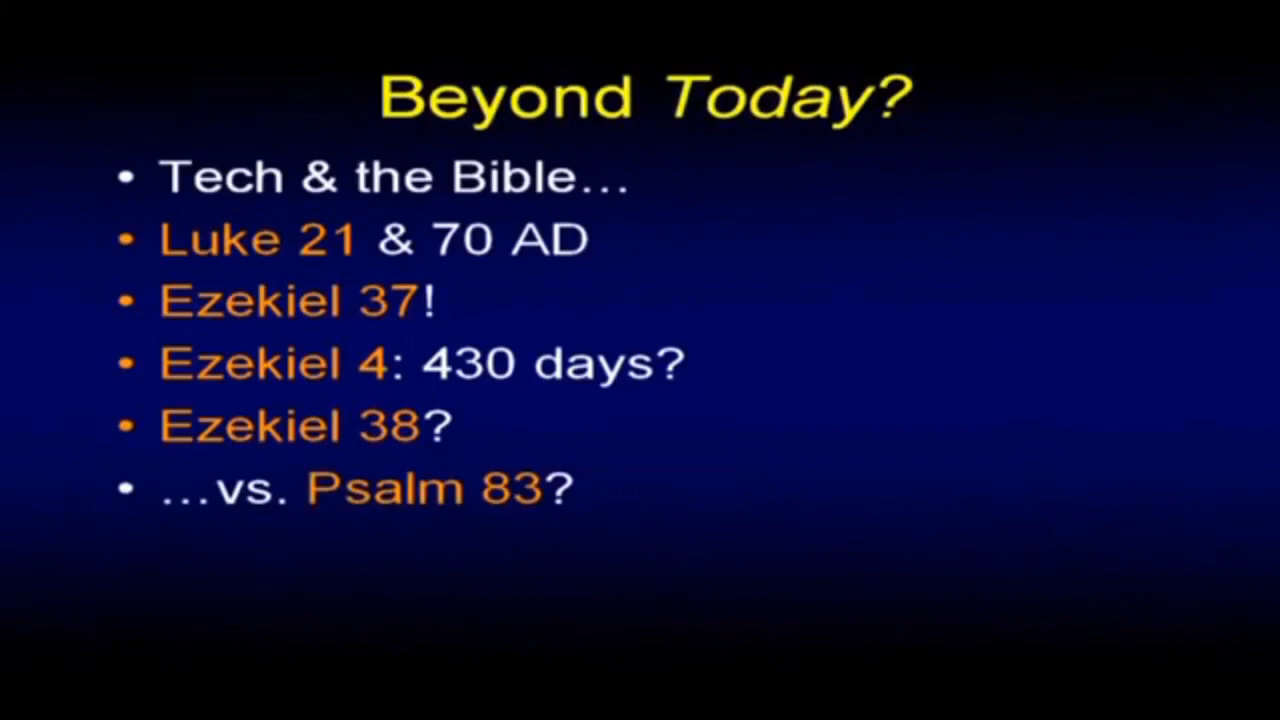 Beyond Today?
• Tech & the Bible…
• Luke 21 & 70 AD
• Ezekiel 37!
• Ezekiel 4: 430 days?
• Ezekiel 38?
• …vs. Psalm 83?